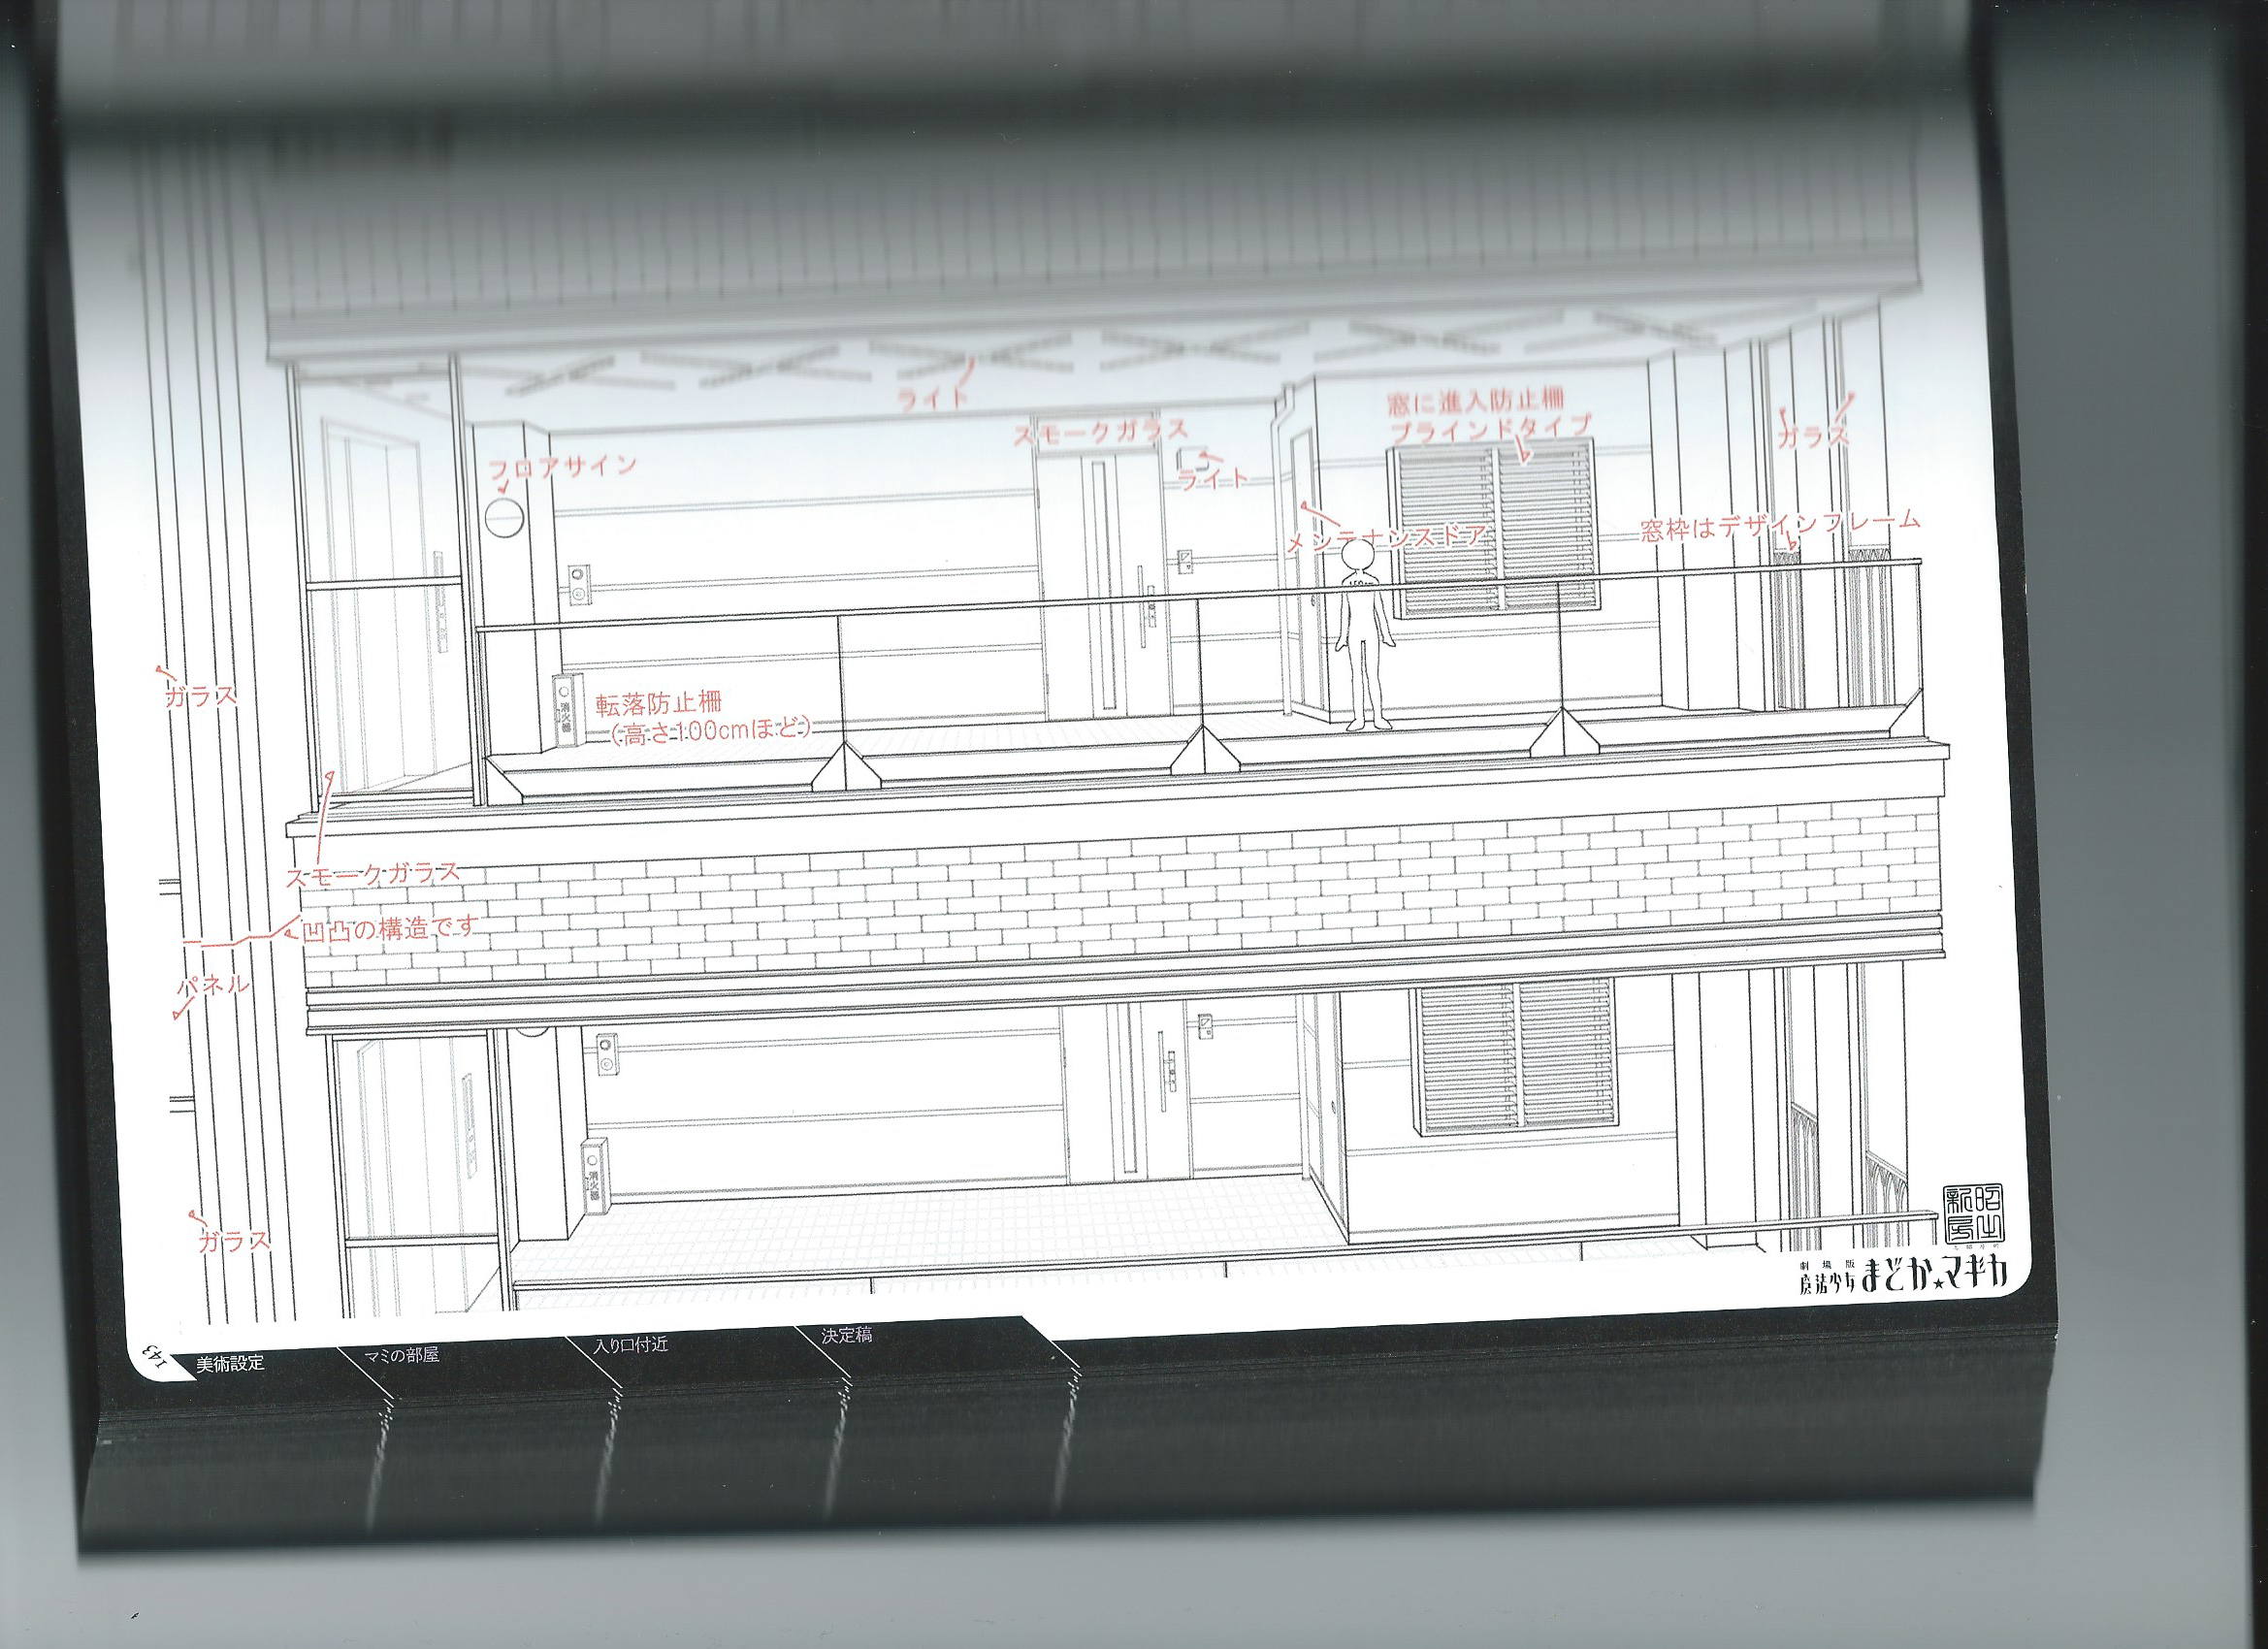 ライト
窓に進入防止柵
ブラインドタイプ
スモークガラス
ガラス
フロアサイン
ライト
メンテナンスドア
窓枠はデザインフレーム
ガラス
転落防止柵
(高さ100cmほど)
消火器
スモークガラス
凹凸の構造です
パネル
消火器
ガラス
新房昭之
劇場版
魔法少女まどか★マギカ
143
美術設定
マミの部屋
入り口付近
決定稿